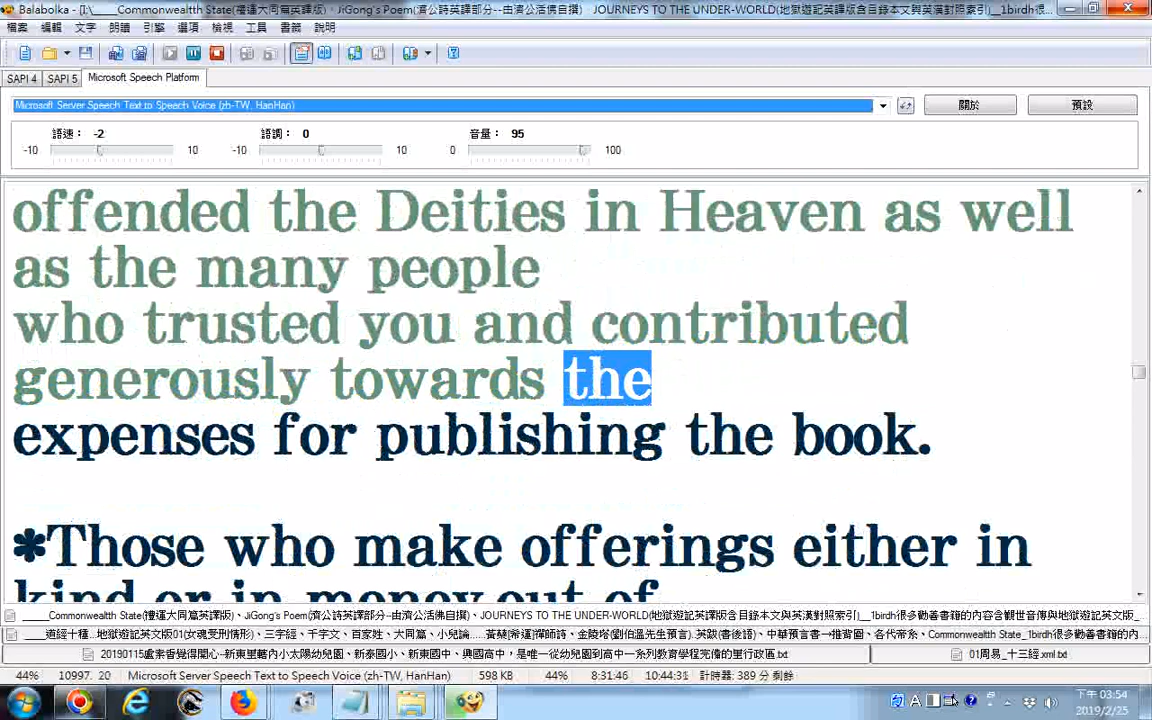 Balabolka - [I:\____Commonwealth State(禮運大同篇英譯版)、JiGong's Poem(濟公詩英譯部分--由濟公活佛自撰) 、JOURNEYS TO THE UNDER-WORLD(地獄遊記英譯版含目錄本文與英漢對照索引)__1birdh很...
檔案 編輯 文字 朗讀 引擎 選項 檢視 工具 書籤 說明
SAPI 4 SAPI 5 Microsoft Speech Platform
Microsoft Server Speech Text to Speech Voice (zh-TW, HanHan)
關於 預設
語速： -2 語調： 0 音量： 95
-10 10 -10 10 0 100
offended the Deities in Heaven as well
as the many people
who trusted you and contributed
generously towards the
expenses for publishing the book.
*Those who make offerings either in
kind or in money out of
____Commonwealth State(禮運大同篇英譯版)、JiGong's Poem(濟公詩英譯部分--由濟公活佛自撰)、JOURNEYS TO THE UNDER-WORLD(地獄遊記英譯版含目錄本文與英漢對照索引)__1birdh很多勸善書籍的內容含觀世音傳與地獄遊記英文版_
___道經十種...地獄遊記英文版01(女魂受刑情形)、三字經、千字文、百家姓、大同篇、小兒論......黃蘗[希運]禪師詩、金陵塔(劉伯溫先生預言).英跋(書後語)、中華預言書—推背圖、各代帝系、Commonwealth State_1birdh很多勸善書籍的內...
20190115盧素香覺得開心--新東里轄內小太陽幼兒園、新泰國小、新東國中、興國高中，是唯一從幼兒園到高中一系列教育學程完備的里行政區.txt 01周易_十三經.xml.txt
44% 10997. 20 Microsoft Server Speech Text to Speech Voice (zh-TW, HanHan) 598 KB 44% 8:31:46 10:44:31 計時器: 389 分 剩餘
下午 03:54
2019/2/25